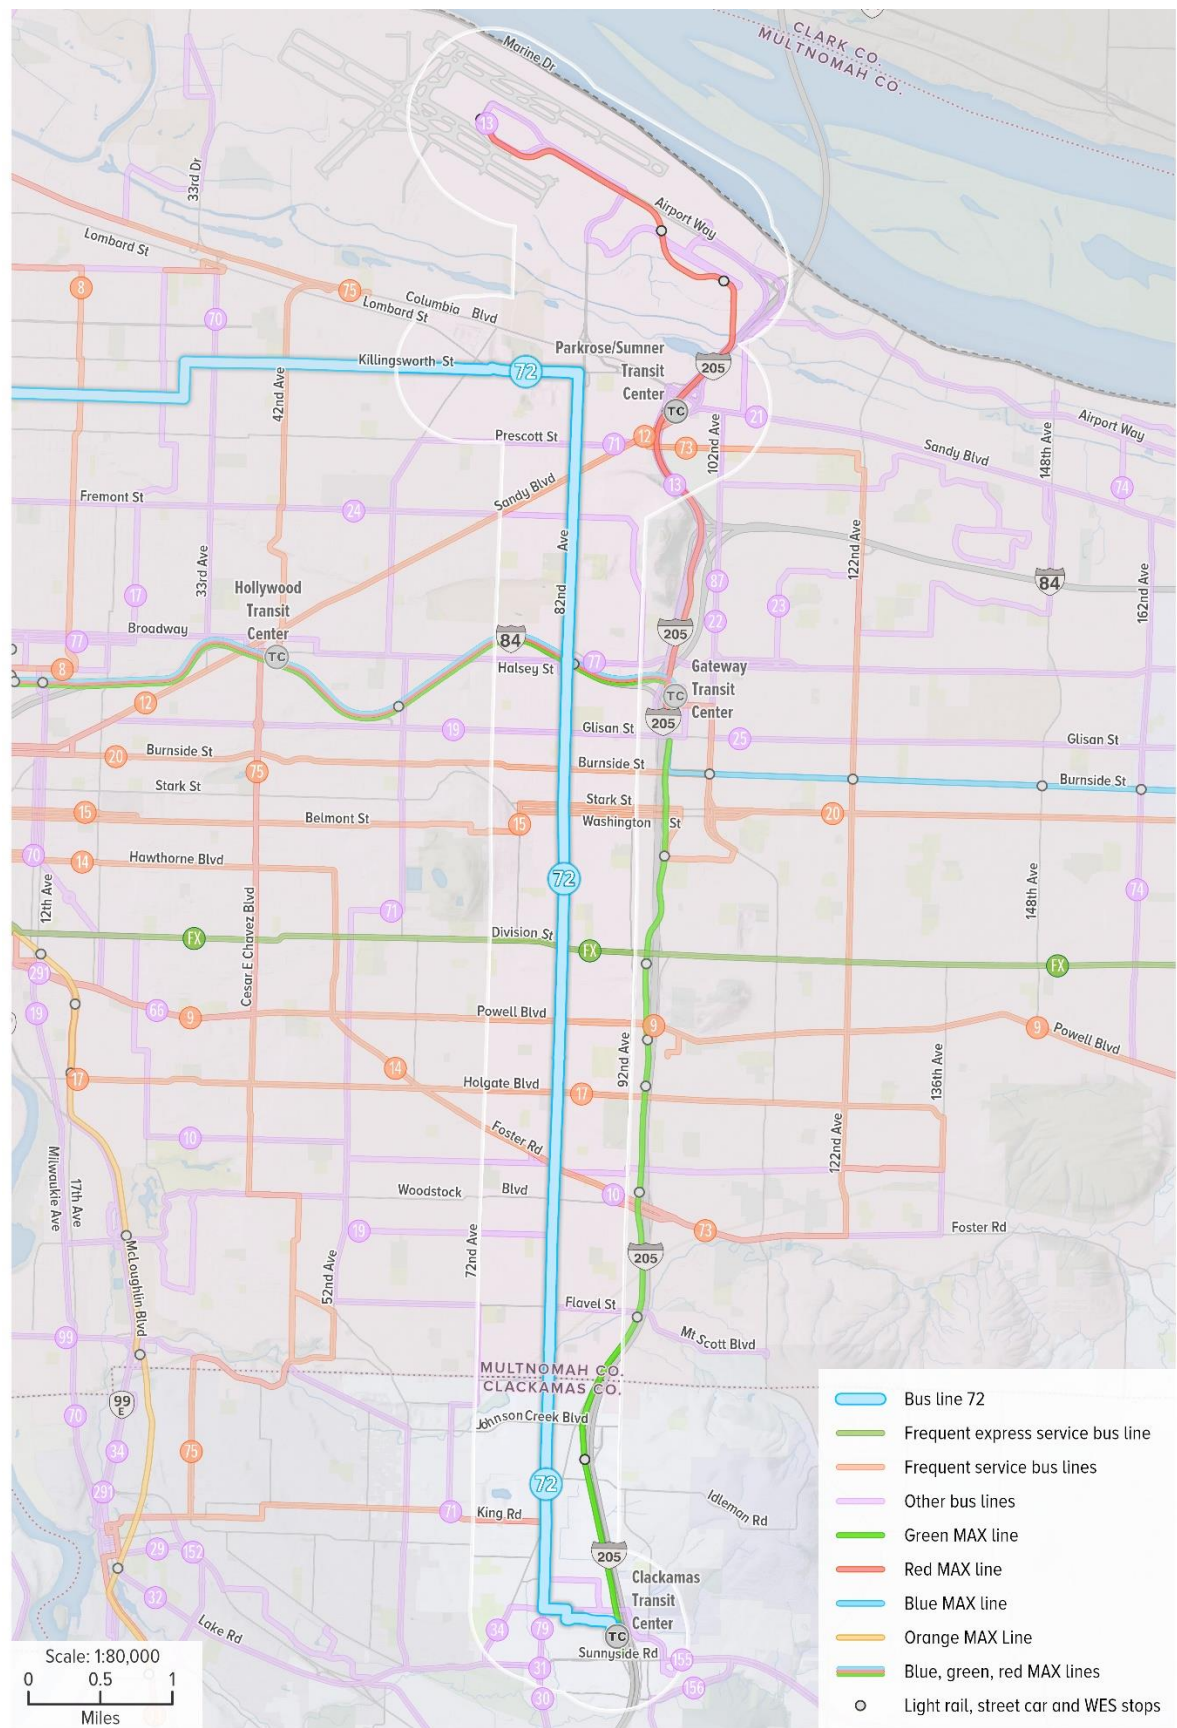 CLARK CO.
MULTNOMAH CO.
Marine Dr
13
33rd Dr
Airport Way
Lombard St
8
75
Columbia Blvd
Lombard St
70
Parkrose/Sumner
Transit
Center
205
Killingsworth St
72
42nd Ave
TC
21
Airport Way
Prescott St
71
12
73
102nd Ave
Sandy Blvd
148th Ave
74
Sandy Blvd
13
Fremont St
24
82nd Ave
122nd Ave
33rd Ave
17
Hollywood
Transit
Center
TC
87
23
84
162nd Ave
Broadway
77
84
205
22
8
Halsey St
77
Gateway
Transit
Center
TC
205
12
19
Glisan St
25
Glisan St
20
Burnside St
75
Burnside St
Burnside St
Stark St
Stark St
15
Belmont St
15
Washington St
20
70
14
Hawthorne Blvd
72
12th Ave
Cesar E Chavez Blvd
71
148th Ave
74
FX
Division St
FX
FX
291
19
66
9
Powell Blvd
9
9
Powell Blvd
92nd Ave
136th Ave
14
17
Holgate Blvd
17
10
Foster Rd
122nd Ave
Milwaukie Ave
17th Ave
Woodstock Blvd
10
19
72nd Ave
73
Foster Rd
McLoughlin Blvd
52nd Ave
205
Flavel St
99
Mt Scott Blvd
MULTNOMAH CO.
CLACKAMAS CO.
99
E
70
Johnson Creek Blvd
34
75
72
291
71
King Rd
Idleman Rd
29
152
205
Clackamas
Transit
Center
32
Lake Rd
34
79
TC
Sunnyside Rd
155
31
156
30
Scale: 1:80,000
0 0.5 1
Miles
Bus line 72
Frequent express service bus line
Frequent service bus lines
Other bus lines
Green MAX line
Red MAX line
Blue MAX line
Orange MAX Line
Blue, green, red MAX lines
Light rail, street car and WES stops